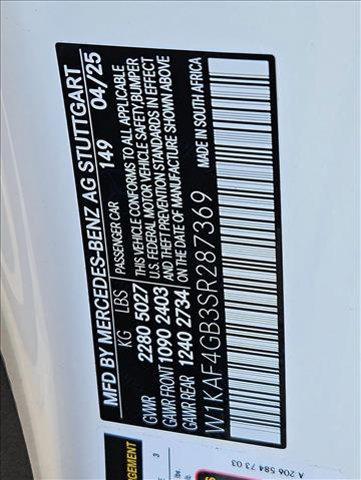 MFD BY MERCEDES-BENZ AG STUTTGART
149 04/25
KG LBS PASSENGER CAR
GVWR 2280 5027
GAWR FRONT 1090 2403
GAWR REAR 1240 2734
THIS VEHICLE CONFORMS TO ALL APPLICABLE
U.S. FEDERAL MOTOR VEHICLE SAFETY,BUMPER
AND THEFT PREVENTION STANDARDS IN EFFECT
ON THE DATE OF MANUFACTURE SHOWN ABOVE
W1KAF4GB3SR287369
MADE IN SOUTH AFRICA
A 206 584 73 03
3